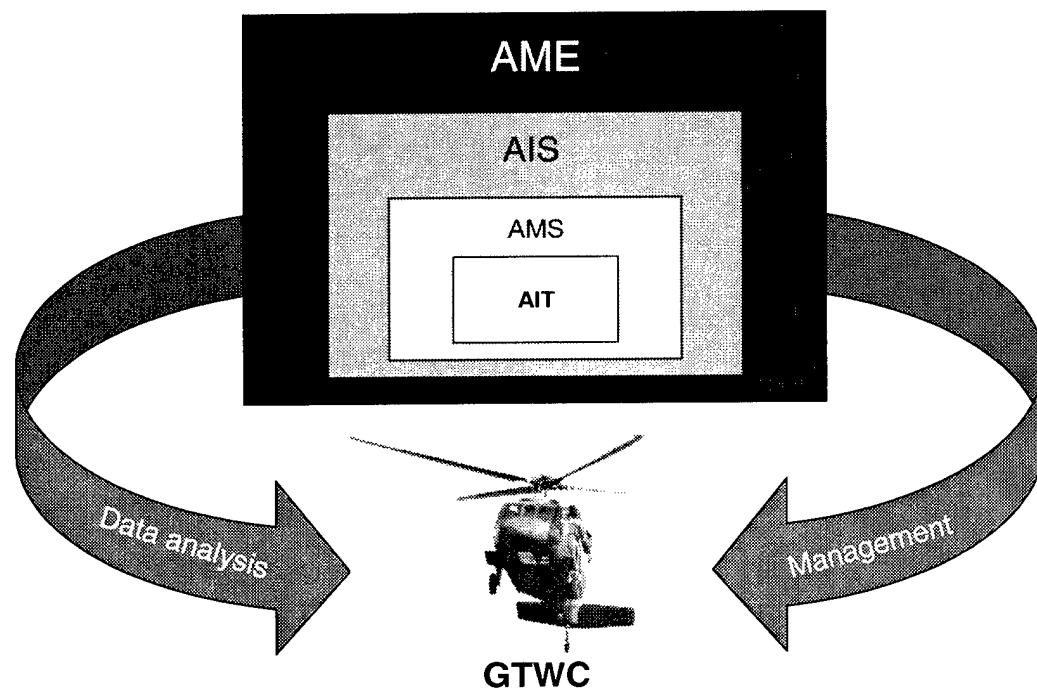 AME
AIS
AMS
AIT
Data analysis
Management
GTWC